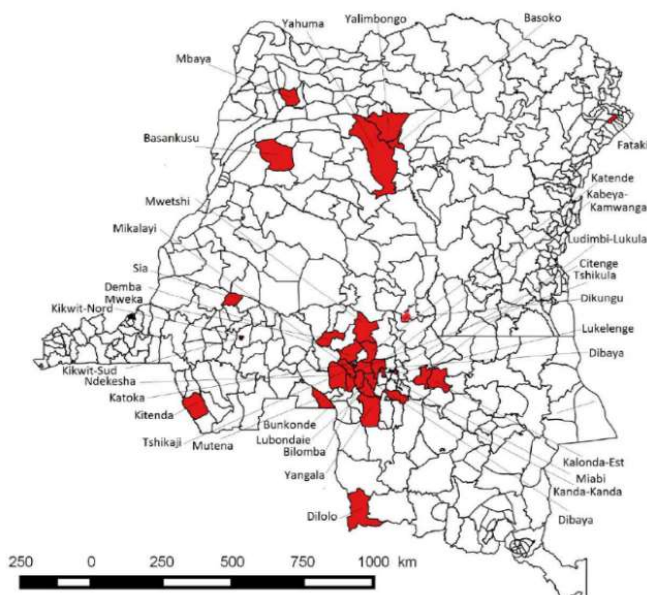 Yahuma
Yalimbongo
Basoko
Mbaya
Basankusu
Fataki
Katende
Kabeya-
Kamwanga
Mwetshi
Mikalayi
Ludimbi-Lukula
Sia
Citenge
Tshikula
Demba
Mweka
Dikungu
Kikwit-Nord
Lukelenge
Dibaya
Kikwit-Sud
Ndekesha
Katoka
Kitenda
Tshikaji
Mutena
Bunkonde
Lubondaie
Bilomba
Yangala
Kalonda-Est
Miabi
Kanda-Kanda
Dibaya
Dilolo
250 0 250 500 750 1000 km